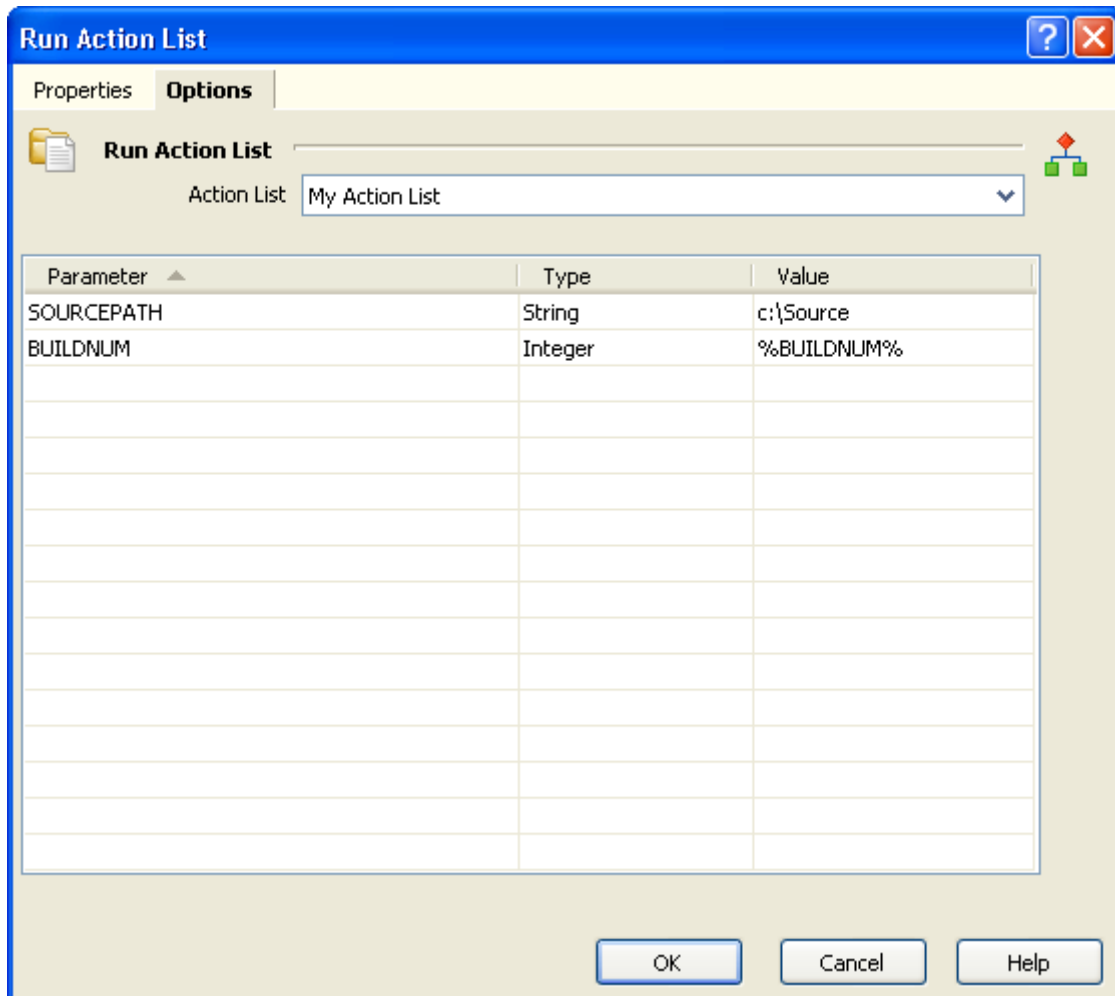 Run Action List
Properties Options
Run Action List
Action List My Action List
Parameter Type Value
SOURCEPATH String c:\Source
BUILDNUM Integer %BUILDNUM%
OK Cancel Help